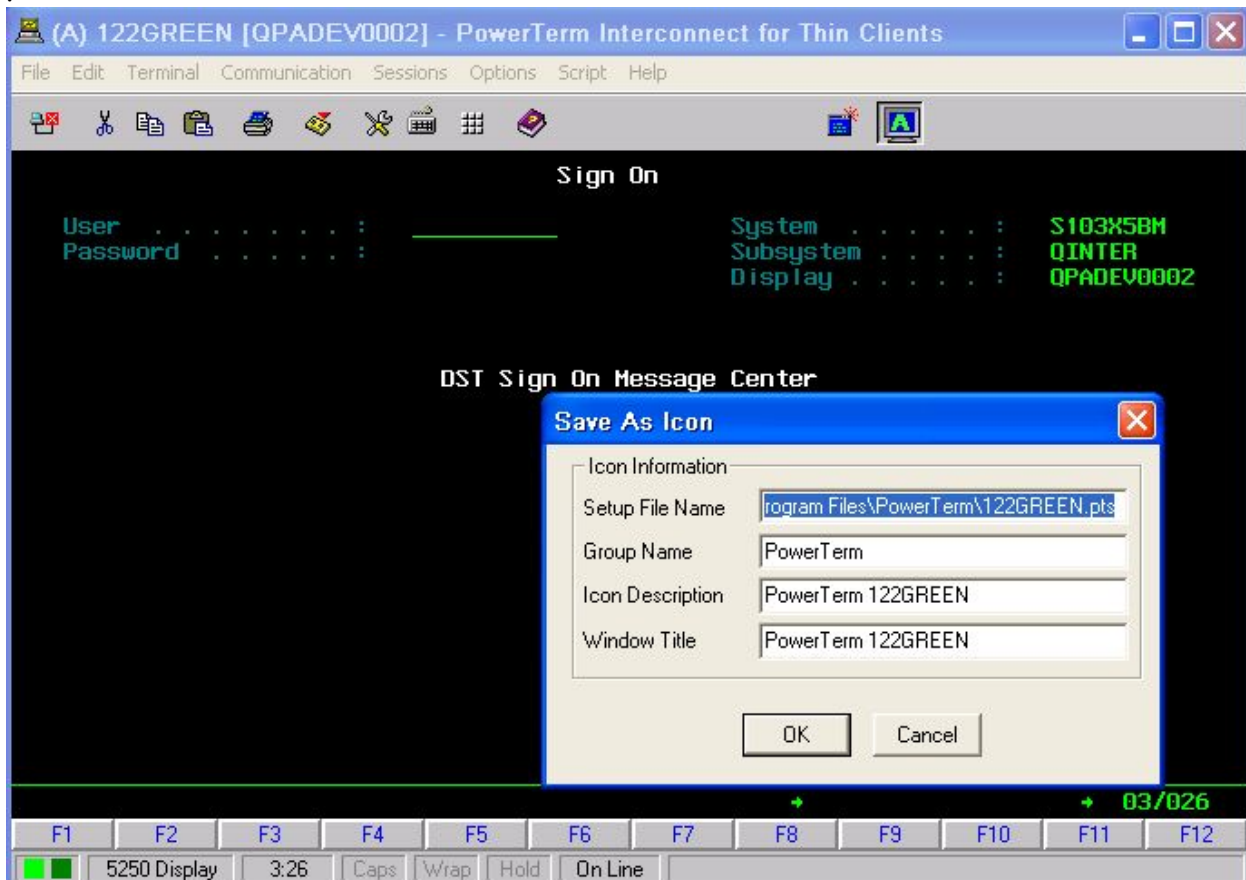 (A) 122GREEN [QPADEV0002] - PowerTerm Interconnect for Thin Clients
File Edit Terminal Communication Sessions Options Script Help
A
Sign On
User . . . . . . . : System . . . . . : S103X5BM
Password . . . . . : Subsystem . . . . : QINTER
Display . . . . . : QPADEV0002
DST Sign On Message Center
Save As Icon
Icon Information
Setup File Name rogram Files\PowerTerm\122GREEN.pts
Group Name PowerTerm
Icon Description PowerTerm 122GREEN
Window Title PowerTerm 122GREEN
OK Cancel
03/026
F1 F2 F3 F4 F5 F6 F7 F8 F9 F10 F11 F12
5250 Display 3:26 Caps Wrap Hold On Line